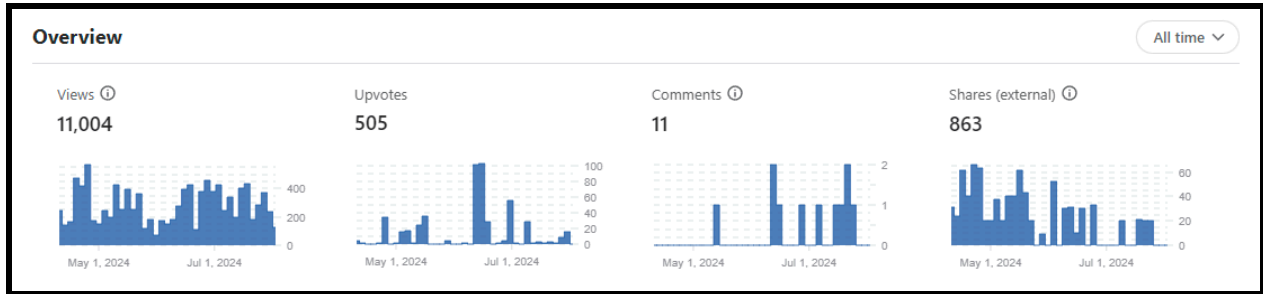 Overview
All time
Views
11,004
400
200
0
May 1, 2024 Jul 1, 2024
Upvotes
505
100
80
60
40
20
0
May 1, 2024 Jul 1, 2024
Comments
11
2
1
0
May 1, 2024 Jul 1, 2024
Shares (external)
863
60
40
20
0
May 1, 2024 Jul 1, 2024